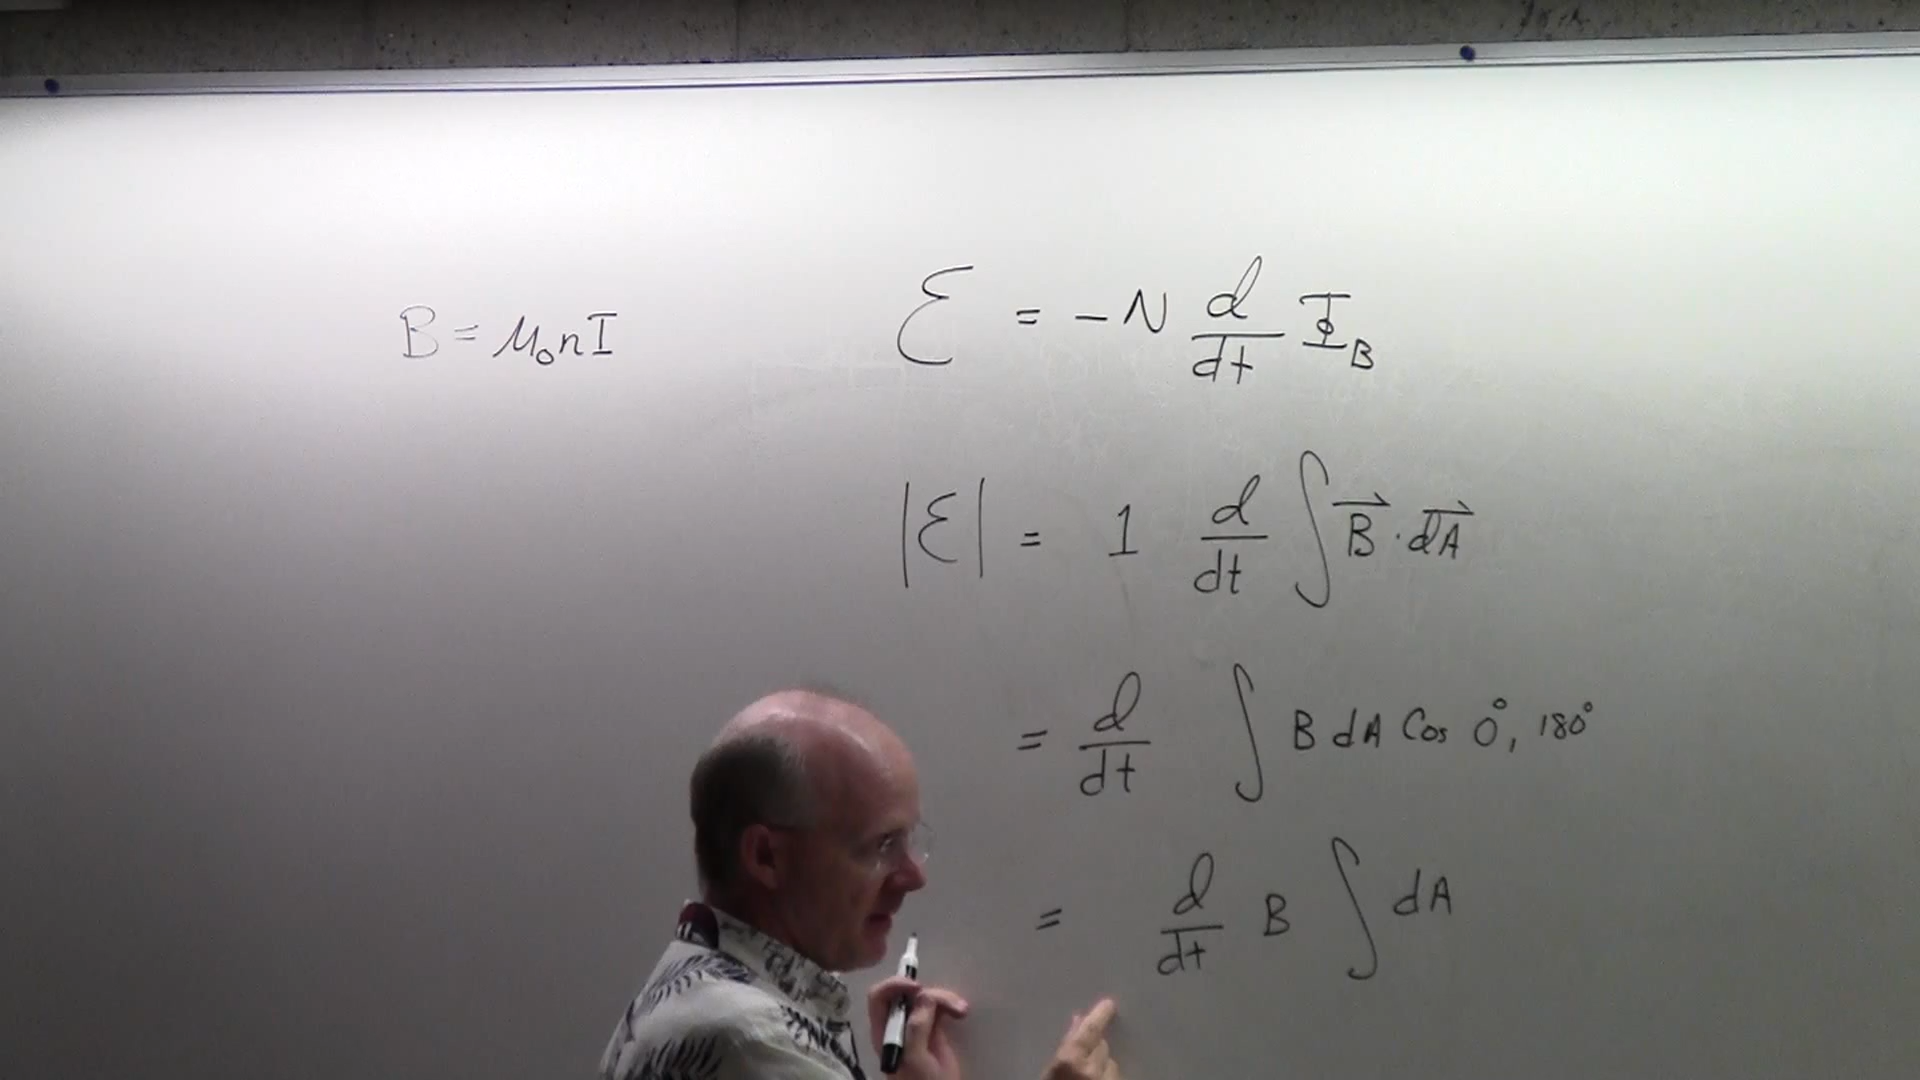 B = μ₀nI
ℰ = -N d/dt Φ_B
|ℰ| = 1 d/dt ∫ B⃗ · dA⃗
= d/dt ∫ B dA Cos 0°, 180°
= d/dt B ∫ dA